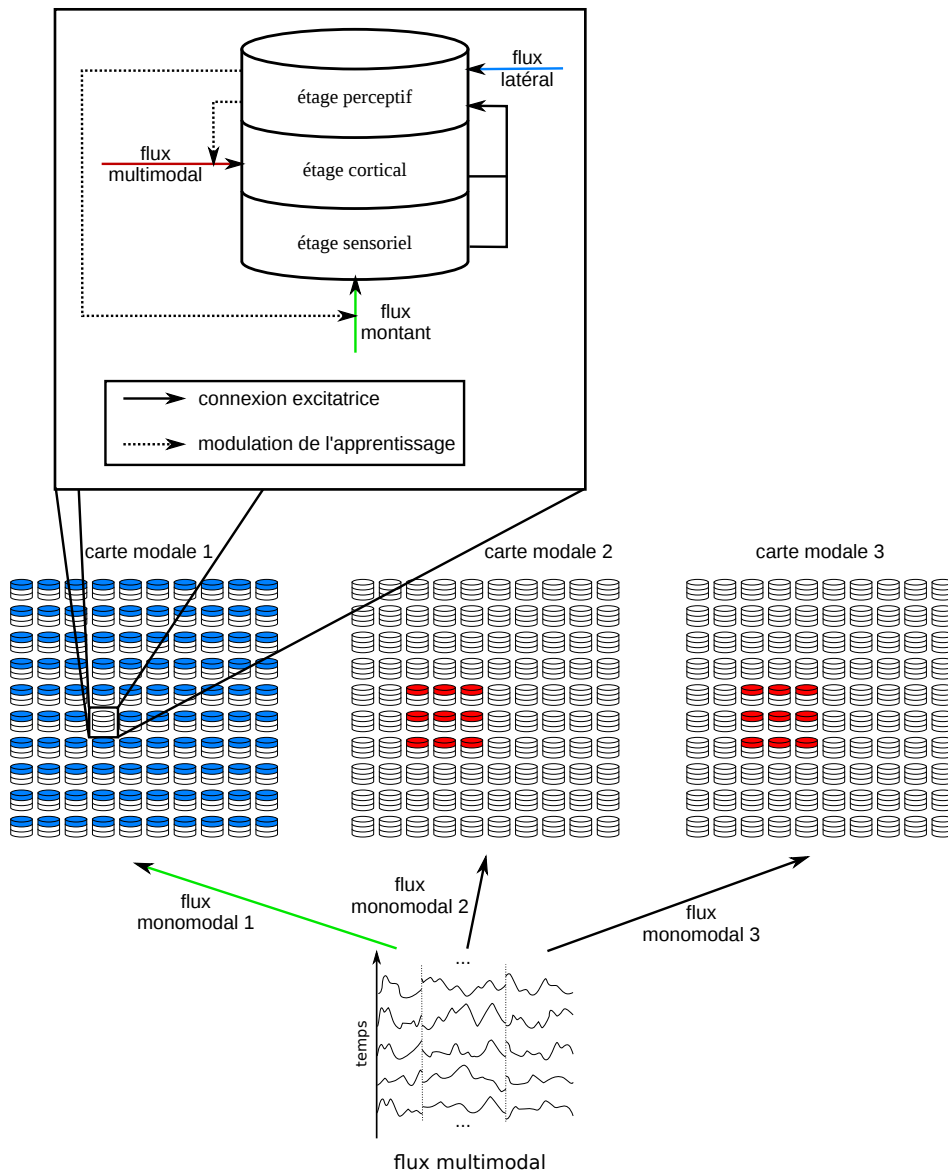 flux
latéral
étage perceptif
flux
multimodal
étage cortical
étage sensoriel
flux
montant
connexion excitatrice
modulation de l'apprentissage
carte modale 1
carte modale 2
carte modale 3
flux
monomodal 1
flux
monomodal 2
flux
monomodal 3
...
temps
...
flux multimodal